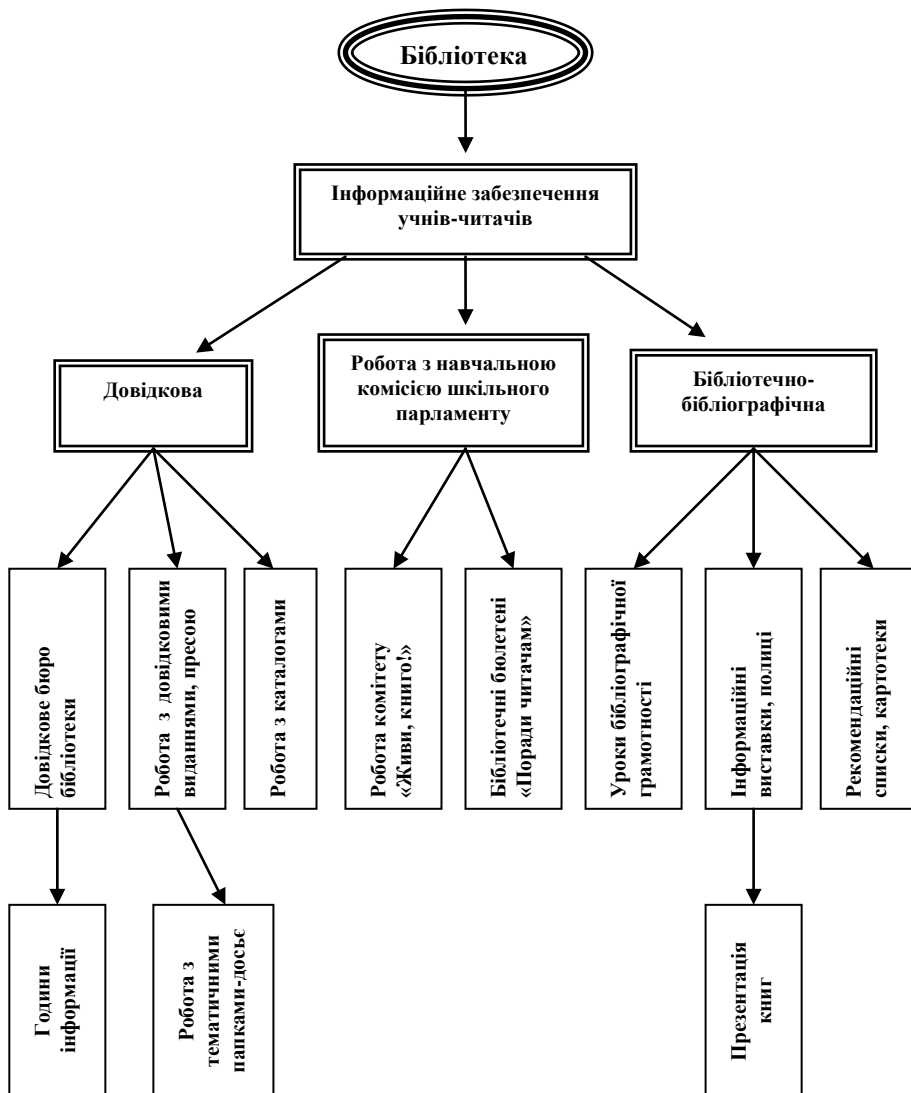 Бібліотека
Інформаційне забезпечення
учнів-читачів
Довідкова
Робота з навчальною
комісією шкільного
парламенту
Бібліотечно-
бібліографічна
Довідкове бюро
бібліотеки
Робота з довідковими
виданнями, пресою
Робота з каталогами
Робота комітету
«Живи, книго!»
Бібліотечні бюлетені
«Поради читачам»
Уроки бібліографічної
грамотності
Інформаційні
виставки, полиці
Рекомендаційні
списки, картотеки
Години
інформації
Робота з
тематичними
папками-досьє
Презентація
книг